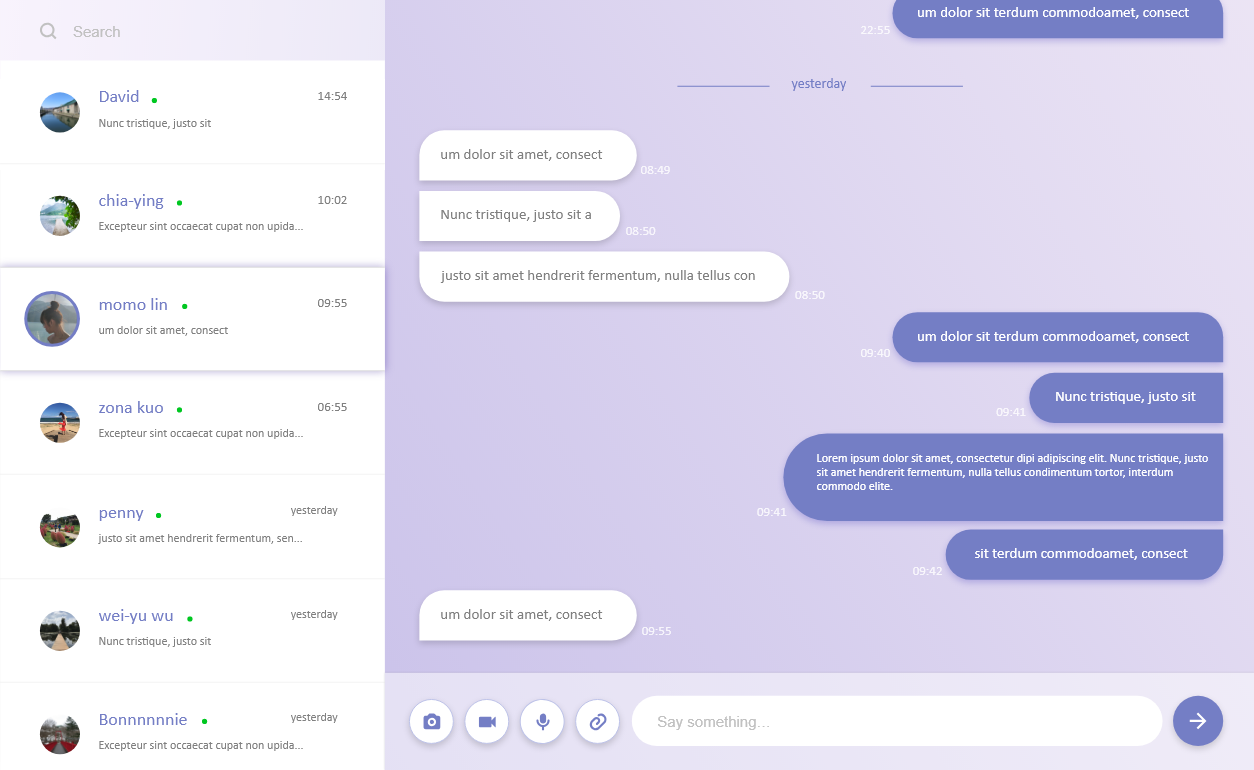 Search
David
14:54
Nunc tristique, justo sit
chia-ying
10:02
Excepteur sint occaecat cupat non upida...
momo lin
09:55
um dolor sit amet, consect
zona kuo
06:55
Excepteur sint occaecat cupat non upida...
penny
yesterday
justo sit amet hendrerit fermentum, sen...
wei-yu wu
yesterday
Nunc tristique, justo sit
Bonnnnnnie
yesterday
Excepteur sint occaecat cupat non upida...
um dolor sit terdum commodoamet, consect
22:55
yesterday
um dolor sit amet, consect
08:49
Nunc tristique, justo sit a
08:50
justo sit amet hendrerit fermentum, nulla tellus con
08:50
um dolor sit terdum commodoamet, consect
09:40
Nunc tristique, justo sit
09:41
Lorem ipsum dolor sit amet, consectetur dipi adipiscing elit. Nunc tristique, justo
sit amet hendrerit fermentum, nulla tellus condimentum tortor, interdum
commodo elite.
09:41
sit terdum commodoamet, consect
09:42
um dolor sit amet, consect
09:55
Say something...